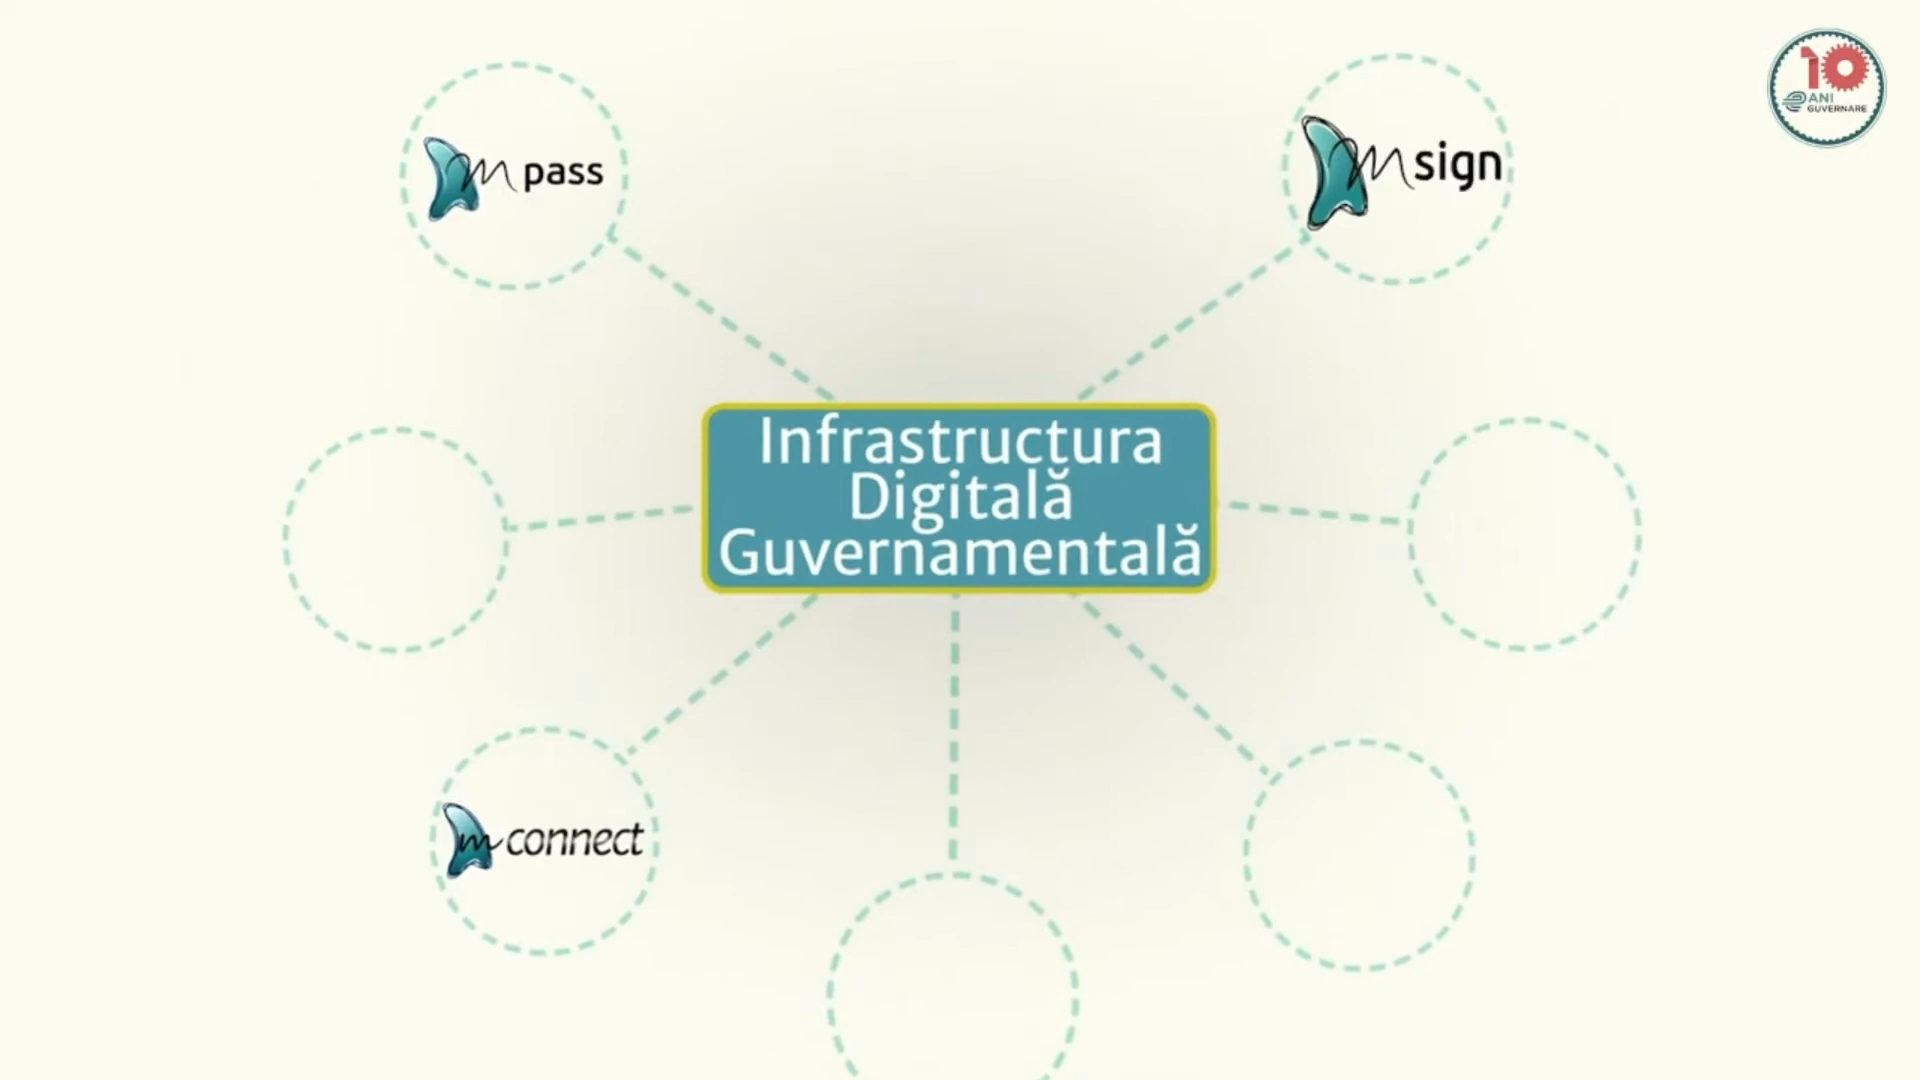 10
ANI
GUVERNARE
m pass
m sign
Infrastructura
Digitală
Guvernamentală
m connect